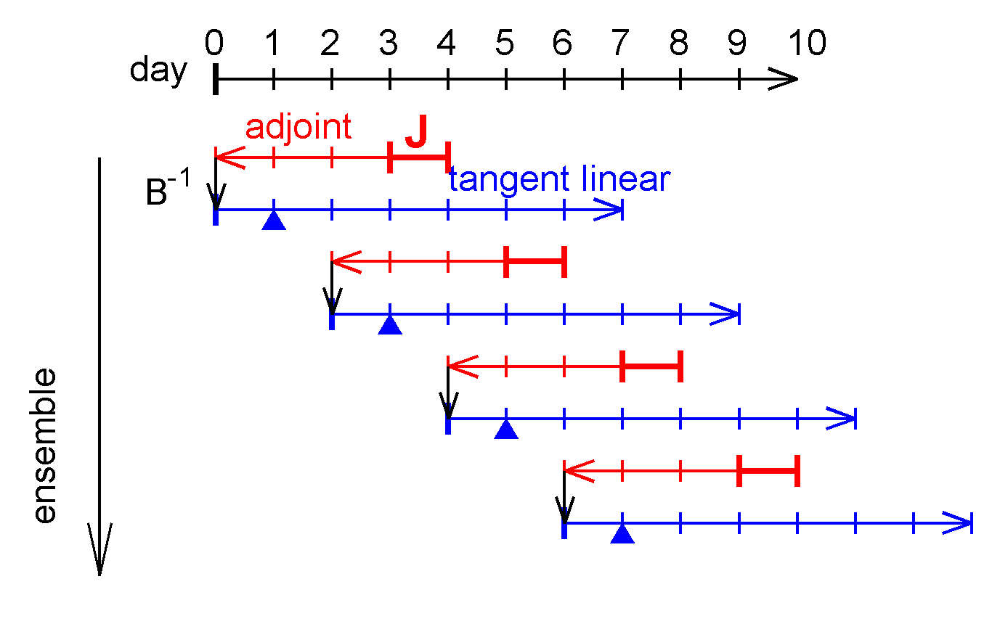 0 1 2 3 4 5 6 7 8 9 10
day
adjoint J
B-1
tangent linear
ensemble